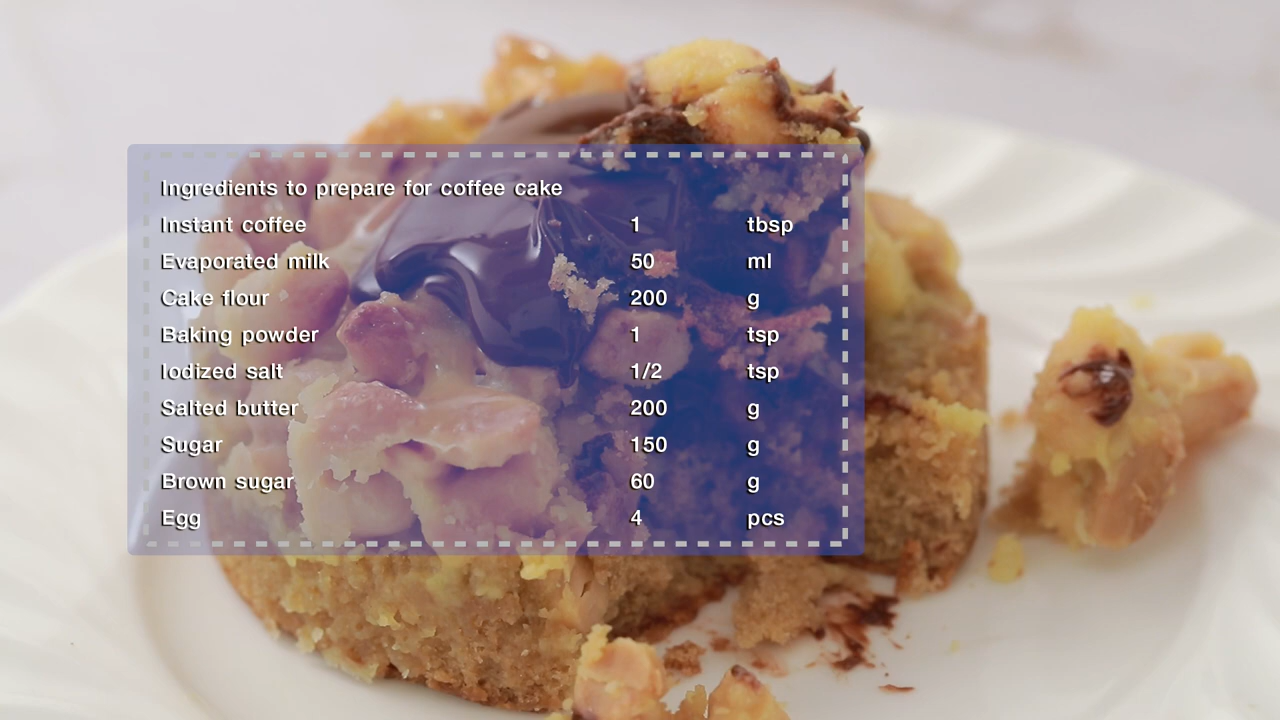 Ingredients to prepare for coffee cake
Instant coffee 1 tbsp
Evaporated milk 50 ml
Cake flour 200 g
Baking powder 1 tsp
Iodized salt 1/2 tsp
Salted butter 200 g
Sugar 150 g
Brown sugar 60 g
Egg 4 pcs